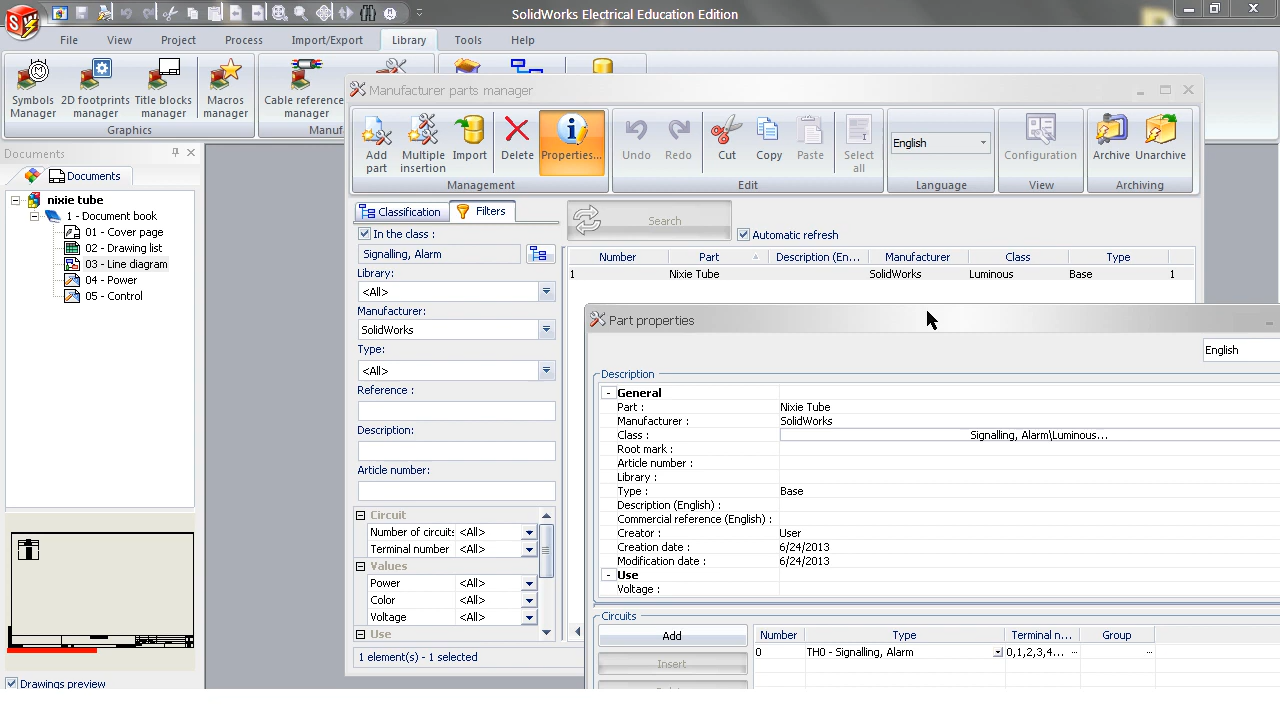 SolidWorks Electrical Education Edition
File View Project Process Import/Export Library Tools Help
Symbols Manager
2D footprints manager
Title blocks manager
Macros manager
Cable reference manager
Graphics
Manuf
Documents
Documents
nixie tube
1 - Document book
01 - Cover page
02 - Drawing list
03 - Line diagram
04 - Power
05 - Control
Drawings preview
Manufacturer parts manager
Add part
Multiple insertion
Import
Delete
Properties...
Undo
Redo
Cut
Copy
Paste
Select all
English
Configuration
Archive
Unarchive
Management
Edit
Language
View
Archiving
Classification
Filters
In the class :
Signalling, Alarm
Library:
<All>
Manufacturer:
SolidWorks
Type:
<All>
Reference :
Description:
Article number:
Circuit
Number of circuits <All>
Terminal number <All>
Values
Power <All>
Color <All>
Voltage <All>
Use
1 element(s) - 1 selected
Search
Automatic refresh
Number Part Description (En... Manufacturer Class Type
1 Nixie Tube SolidWorks Luminous Base 1
Part properties
English
Description
General
Part : Nixie Tube
Manufacturer : SolidWorks
Class : Signalling, Alarm\Luminous...
Root mark :
Article number :
Library :
Type : Base
Description (English) :
Commercial reference (English) :
Creator : User
Creation date : 6/24/2013
Modification date : 6/24/2013
Use
Voltage :
Circuits
Add
Insert
Number Type Terminal n... Group
0 TH0 - Signalling, Alarm 0,1,2,3,4... ... ...